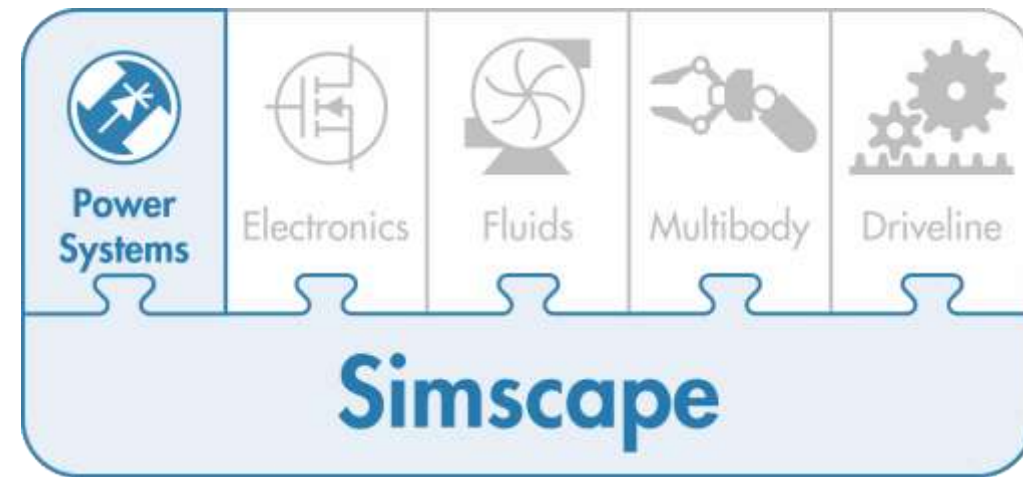 Power
Systems
Electronics
Fluids
Multibody
Driveline
Simscape